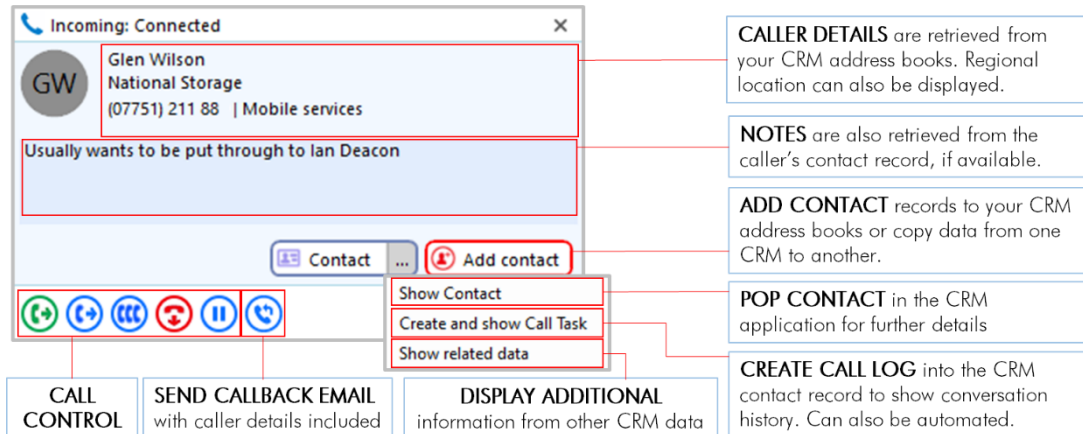 Incoming: Connected
GW
Glen Wilson
National Storage
(07751) 211 88 | Mobile services
Usually wants to be put through to Ian Deacon
Contact ... Add contact
Show Contact
Create and show Call Task
Show related data
CALLER DETAILS are retrieved from
your CRM address books. Regional
location can also be displayed.
NOTES are also retrieved from the
caller's contact record, if available.
ADD CONTACT records to your CRM
address books or copy data from one
CRM to another.
POP CONTACT in the CRM
application for further details
CREATE CALL LOG into the CRM
contact record to show conversation
history. Can also be automated.
CALL
CONTROL
SEND CALLBACK EMAIL
with caller details included
DISPLAY ADDITIONAL
information from other CRM data